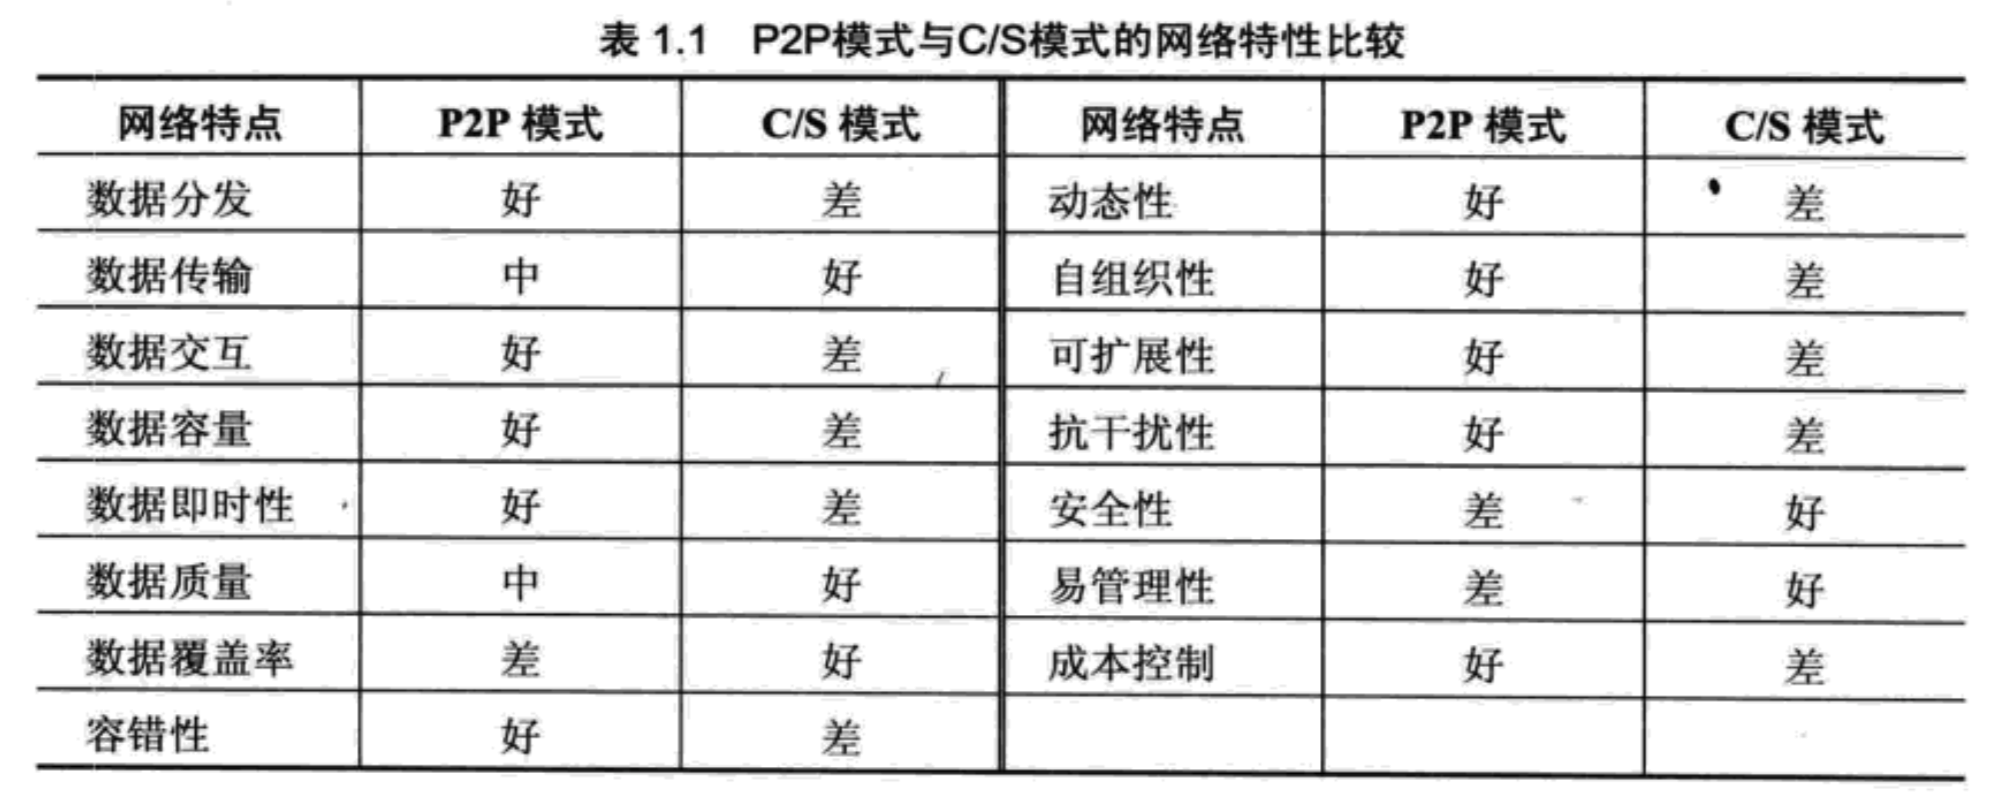 表 1.1 P2P模式与C/S模式的网络特性比较
网络特点 P2P 模式 C/S 模式 网络特点 P2P 模式 C/S 模式
数据分发 好 差 动态性 好 差
数据传输 中 好 自组织性 好 差
数据交互 好 差 可扩展性 好 差
数据容量 好 差 抗干扰性 好 差
数据即时性 好 差 安全性 差 好
数据质量 中 好 易管理性 差 好
数据覆盖率 差 好 成本控制 好 差
容错性 好 差